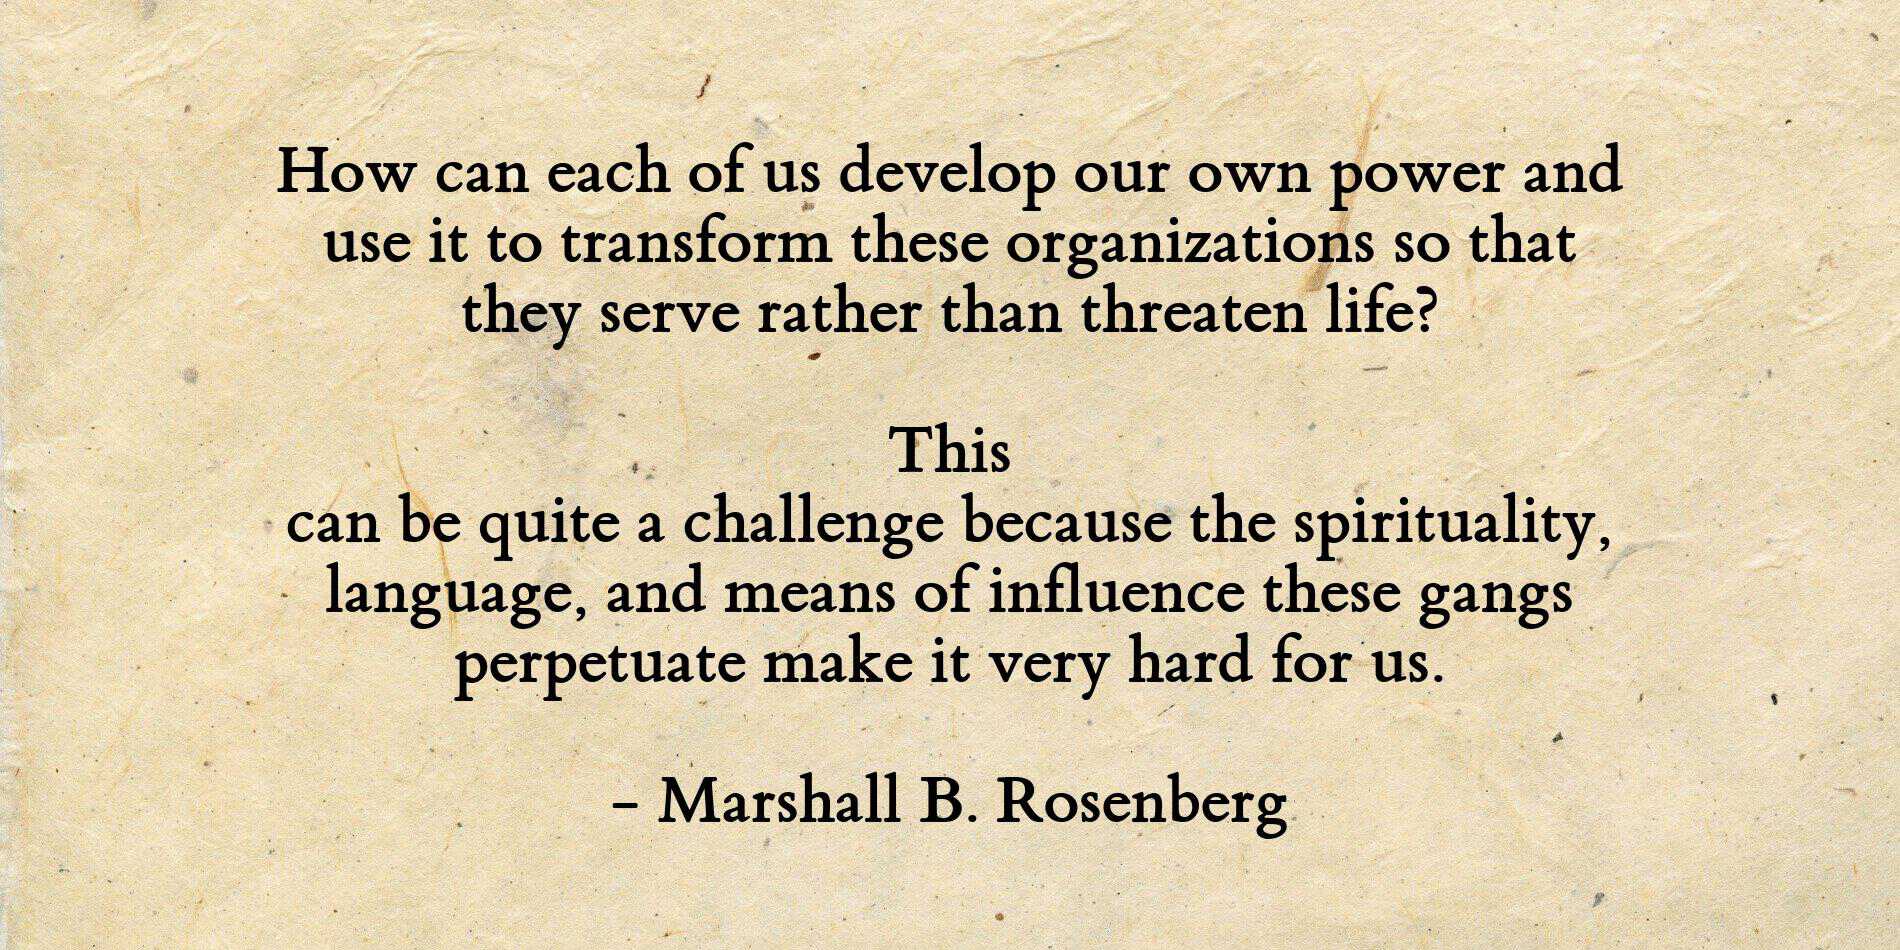 How can each of us develop our own power and
use it to transform these organizations so that
they serve rather than threaten life?
This
can be quite a challenge because the spirituality,
language, and means of influence these gangs
perpetuate make it very hard for us.
– Marshall B. Rosenberg